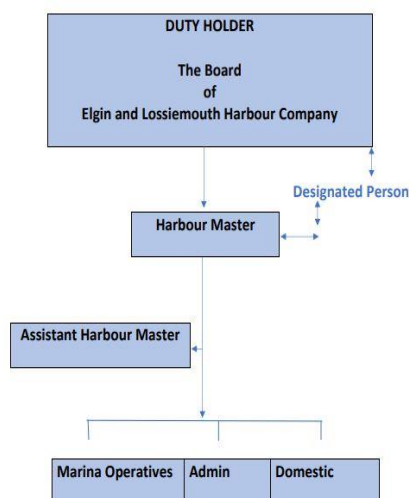 DUTY HOLDER
The Board
of
Elgin and Lossiemouth Harbour Company
Designated Person
Harbour Master
Assistant Harbour Master
Marina Operatives
Admin
Domestic